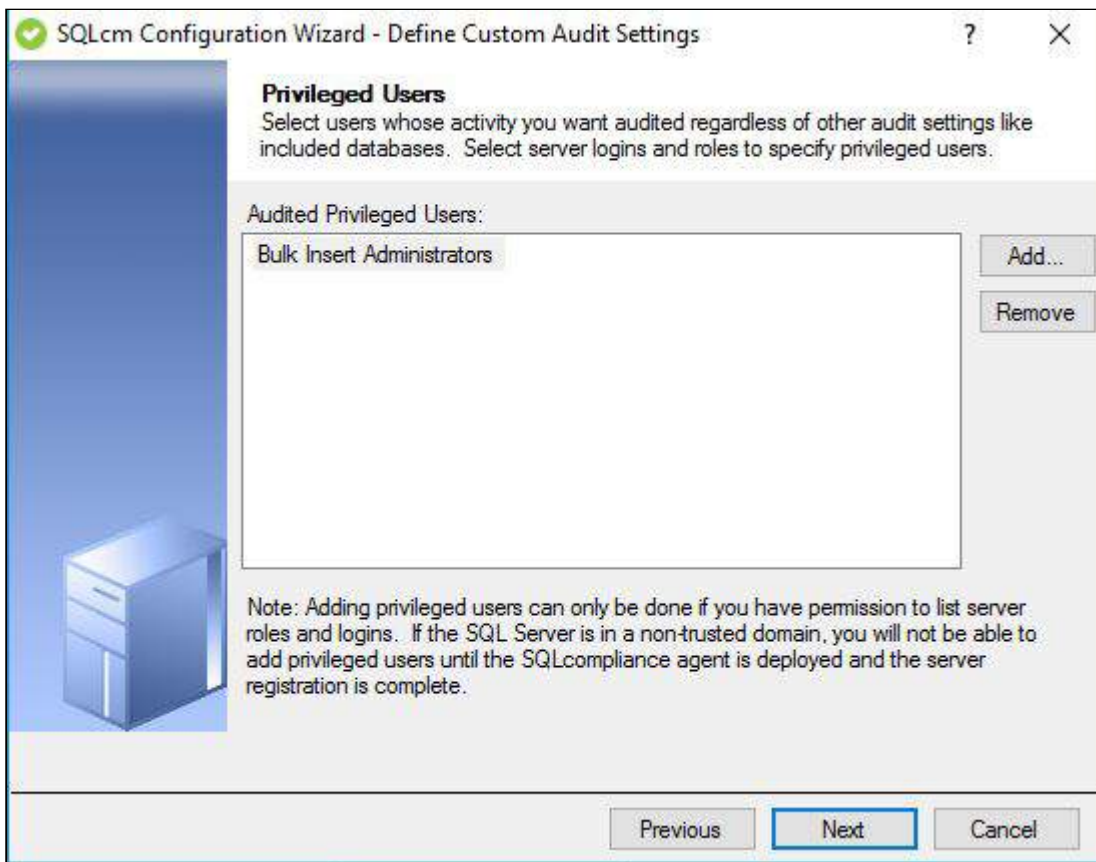 SQLcm Configuration Wizard - Define Custom Audit Settings
?
Privileged Users
Select users whose activity you want audited regardless of other audit settings like
included databases. Select server logins and roles to specify privileged users.
Audited Privileged Users:
Bulk Insert Administrators
Add...
Remove
Note: Adding privileged users can only be done if you have permission to list server
roles and logins. If the SQL Server is in a non-trusted domain, you will not be able to
add privileged users until the SQLcompliance agent is deployed and the server
registration is complete.
Previous
Next
Cancel